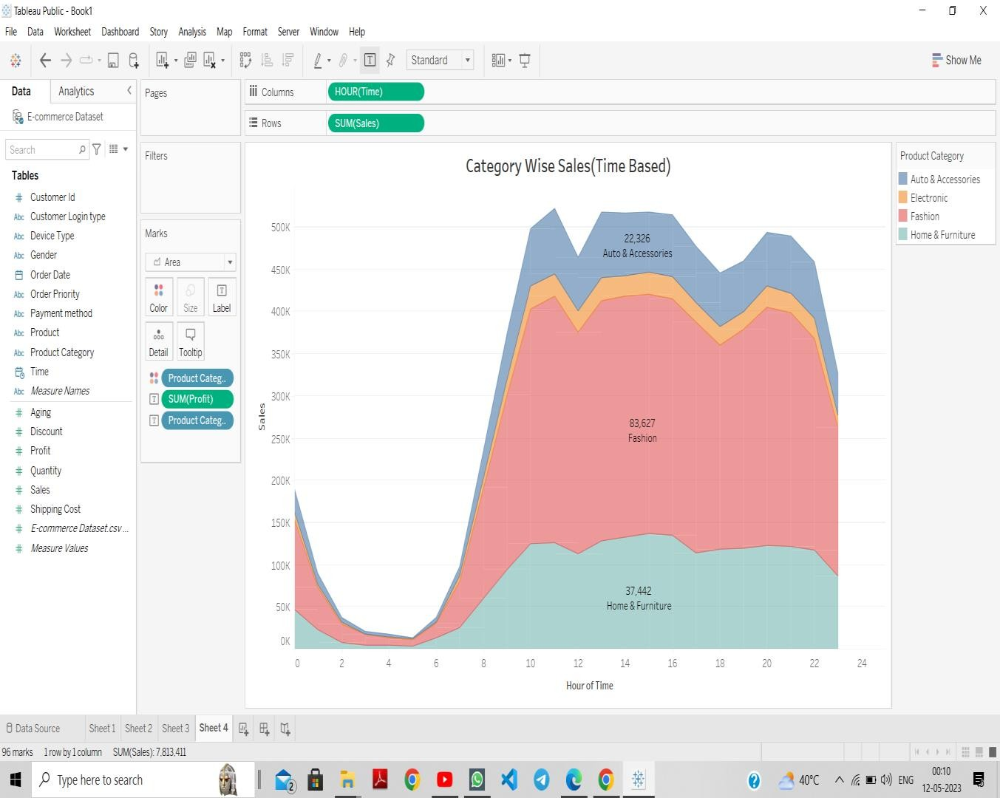 Tableau Public - Book1
File Data Worksheet Dashboard Story Analysis Map Format Server Window Help
Standard
Show Me
Data Analytics
E-commerce Dataset
Search
Tables
# Customer Id
Abc Customer Login type
Abc Device Type
Abc Gender
Order Date
Abc Order Priority
Abc Payment method
Abc Product
Abc Product Category
Time
Abc Measure Names
# Aging
# Discount
# Profit
# Quantity
# Sales
# Shipping Cost
# E-commerce Dataset.csv ...
# Measure Values
Pages
Filters
Marks
Area
Color Size Label
Detail Tooltip
Product Categ..
SUM(Profit)
Product Categ..
Columns HOUR(Time)
Rows SUM(Sales)
Category Wise Sales(Time Based)
500K
450K
400K
350K
300K
250K
200K
150K
100K
50K
0K
Sales
22,326
Auto & Accessories
83,627
Fashion
37,442
Home & Furniture
0 2 4 6 8 10 12 14 16 18 20 22 24
Hour of Time
Product Category
Auto & Accessories
Electronic
Fashion
Home & Furniture
Data Source Sheet 1 Sheet 2 Sheet 3 Sheet 4
96 marks 1 row by 1 column SUM(Sales): 7,813,411
Type here to search
2
40°C
ENG
00:10
12-05-2023